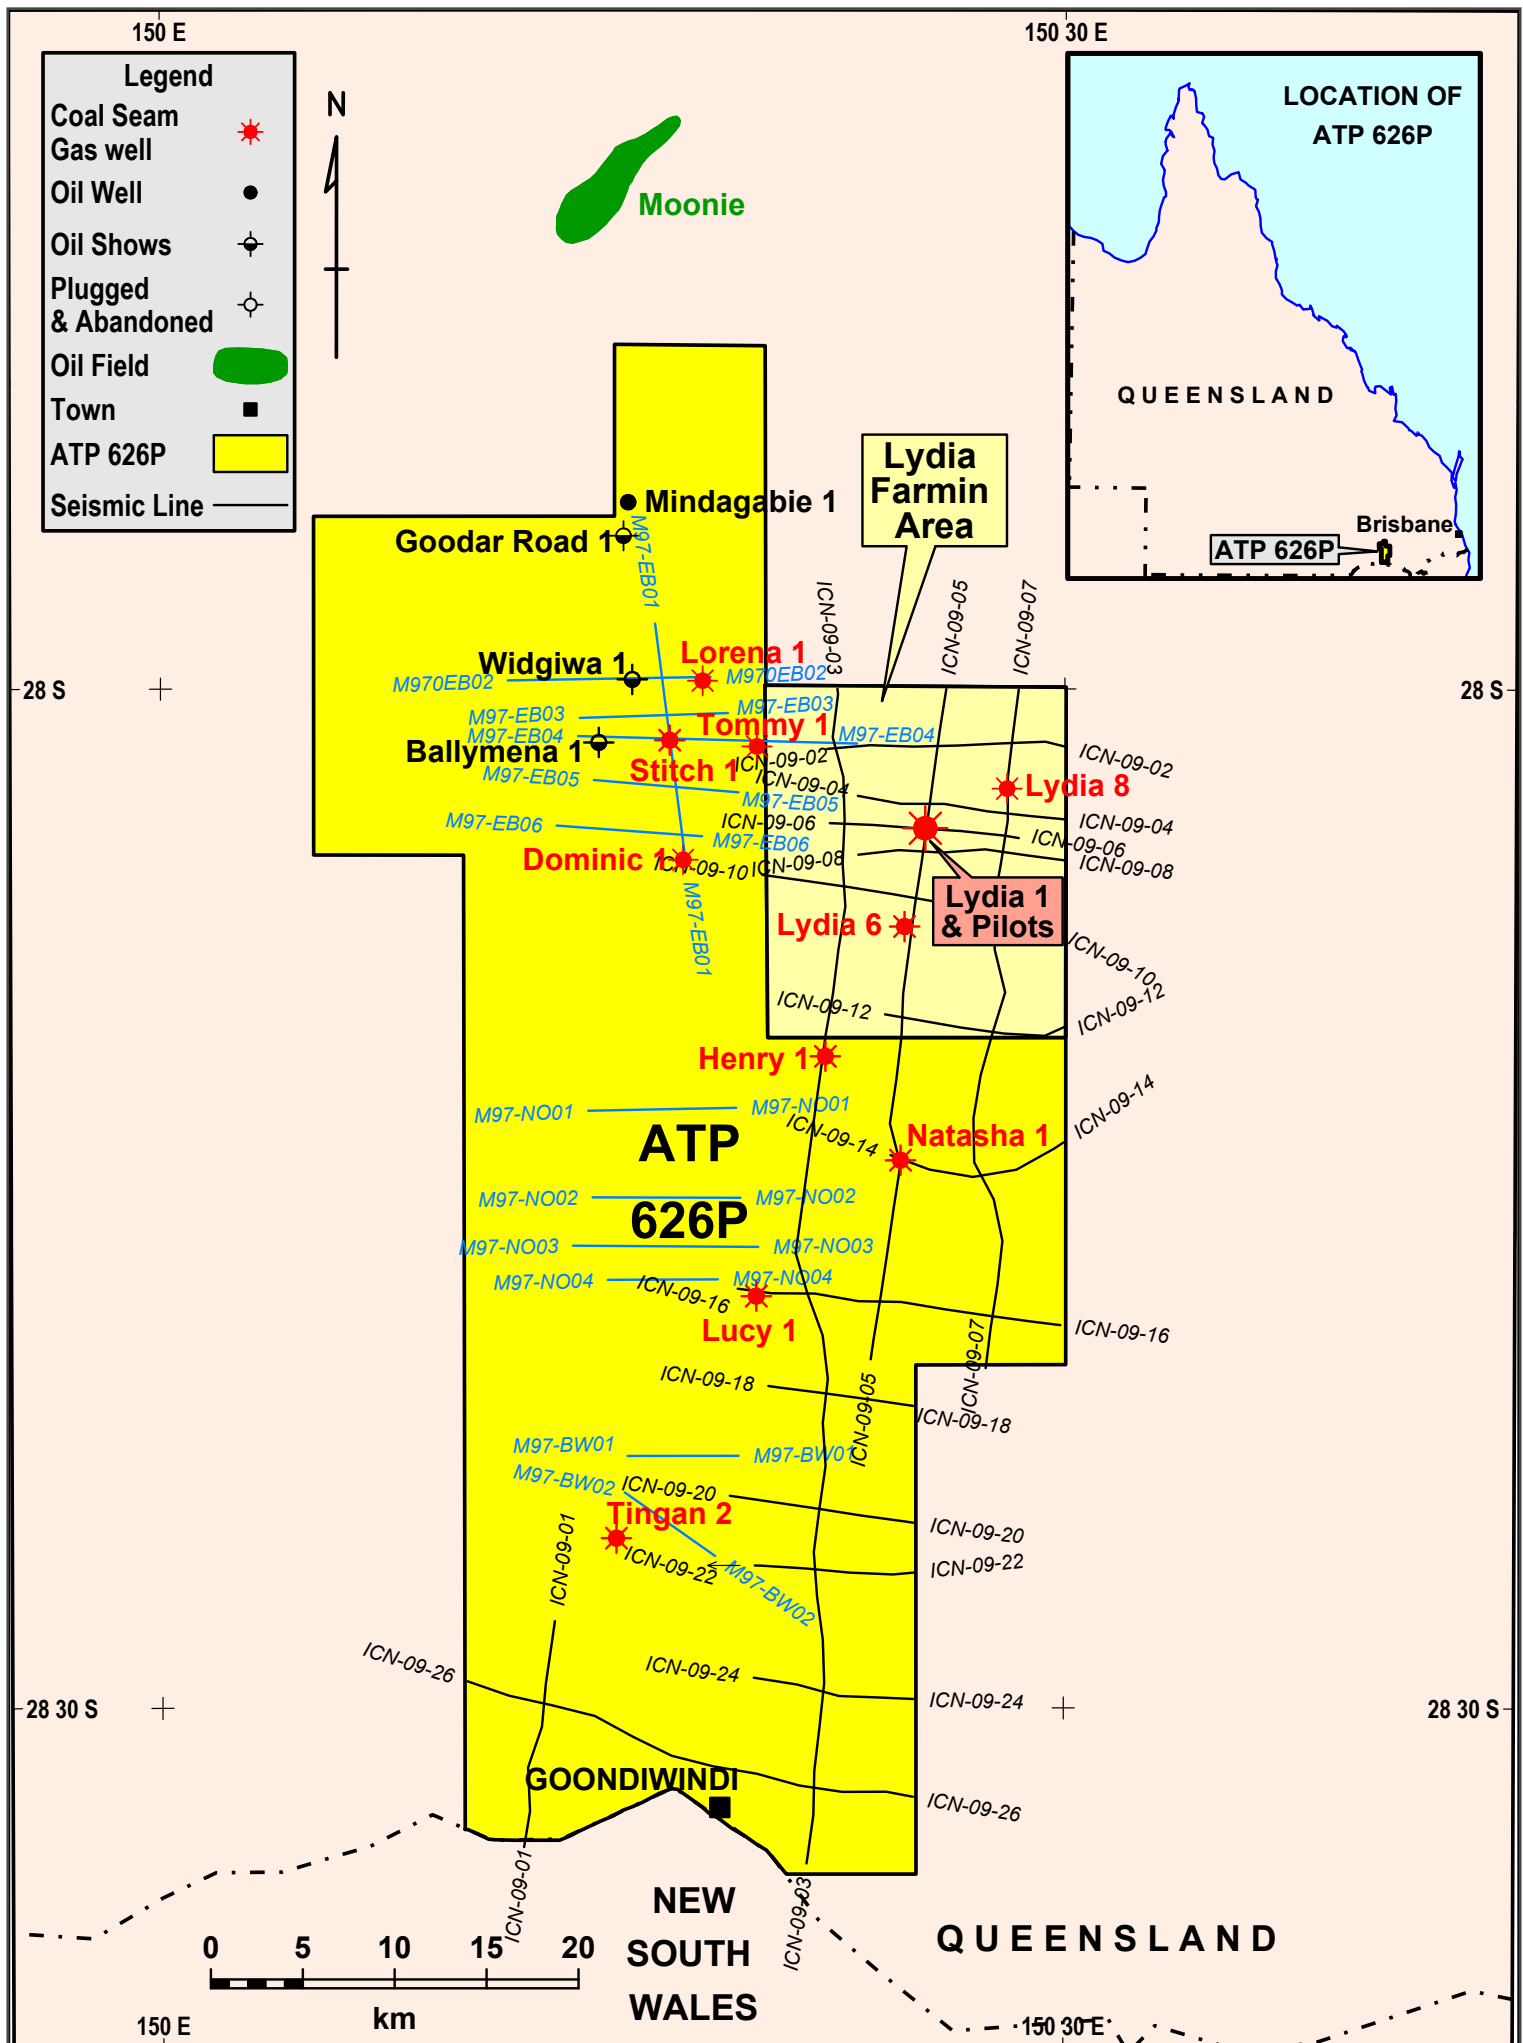 150 E
150 30 E
Legend
Coal Seam
Gas well
Oil Well
Oil Shows
Plugged
& Abandoned
Oil Field
Town
ATP 626P
Seismic Line
N
Moonie
LOCATION OF
ATP 626P
QUEENSLAND
Brisbane
ATP 626P
Lydia
Farmin
Area
Mindagabie 1
Goodar Road 1
M97-EB01
ICN-09-03
ICN-09-05
ICN-09-07
Widgiwa 1
Lorena 1
M970EB02
M970EB02
28 S
28 S
M97-EB03
M97-EB03
Tommy 1
M97-EB04
M97-EB04
Ballymena 1
Stitch 1
ICN-09-02
ICN-09-02
M97-EB05
ICN-09-04
Lydia 8
M97-EB05
M97-EB06
ICN-09-06
ICN-09-04
M97-EB06
ICN-09-06
Dominic 1
ICN-09-10
ICN-09-08
ICN-09-08
M97-EB01
Lydia 1
& Pilots
Lydia 6
ICN-09-10
ICN-09-12
ICN-09-12
Henry 1
M97-NO01
M97-NO01
ICN-09-14
ICN-09-14
ATP
626P
Natasha 1
M97-NO02
M97-NO02
M97-NO03
M97-NO03
M97-NO04
M97-NO04
ICN-09-16
Lucy 1
ICN-09-16
ICN-09-07
ICN-09-18
ICN-09-05
ICN-09-18
M97-BW01
M97-BW01
M97-BW02
ICN-09-20
Tingan 2
ICN-09-20
ICN-09-01
ICN-09-22
ICN-09-22
M97-BW02
ICN-09-26
ICN-09-24
ICN-09-24
28 30 S
28 30 S
GOONDIWINDI
ICN-09-26
ICN-09-01
ICN-09-03
NEW
SOUTH
WALES
QUEENSLAND
0 5 10 15 20
km
150 E
150 30 E